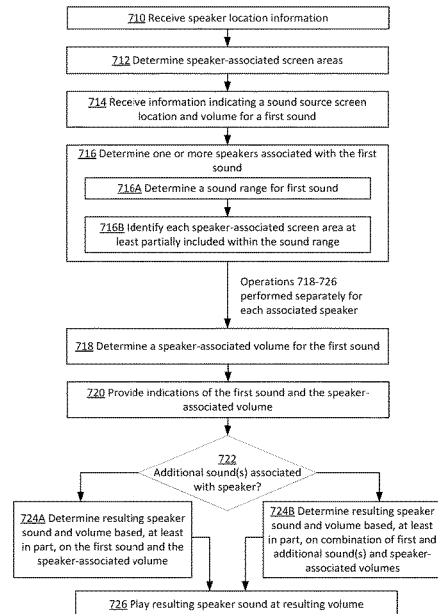 710 Receive speaker location information
712 Determine speaker-associated screen areas
714 Receive information indicating a sound source screen
location and volume for a first sound
716 Determine one or more speakers associated with the first
sound
716A Determine a sound range for first sound
716B Identify each speaker-associated screen area at
least partially included within the sound range
Operations 718-726
performed separately for
each associated speaker
718 Determine a speaker-associated volume for the first sound
720 Provide indications of the first sound and the speaker-
associated volume
722
Additional sound(s) associated
with speaker?
724A Determine resulting speaker
sound and volume based, at least
in part, on the first sound and the
speaker-associated volume
724B Determine resulting
speaker sound and volume
based, at least in part, on
combination of first and
additional sound(s) and speaker-
associated volumes
726 Play resulting speaker sound at resulting volume